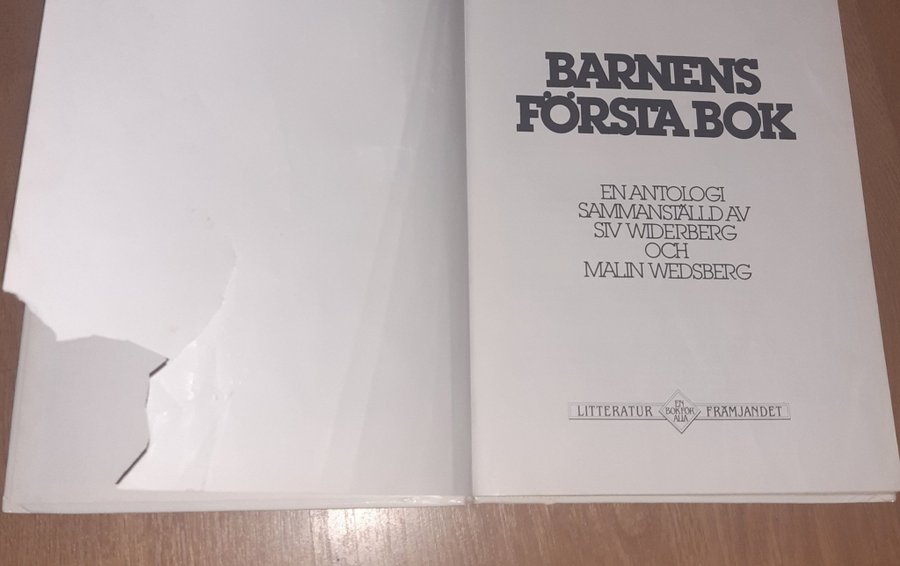 BARNENS
FÖRSTA BOK
EN ANTOLOGI
SAMMANSTÄLLD AV
SIV WIDERBERG
OCH
MALIN WEDSBERG
LITTERATUR FRÄMJANDET
EN
BOK FÖR
ALLA